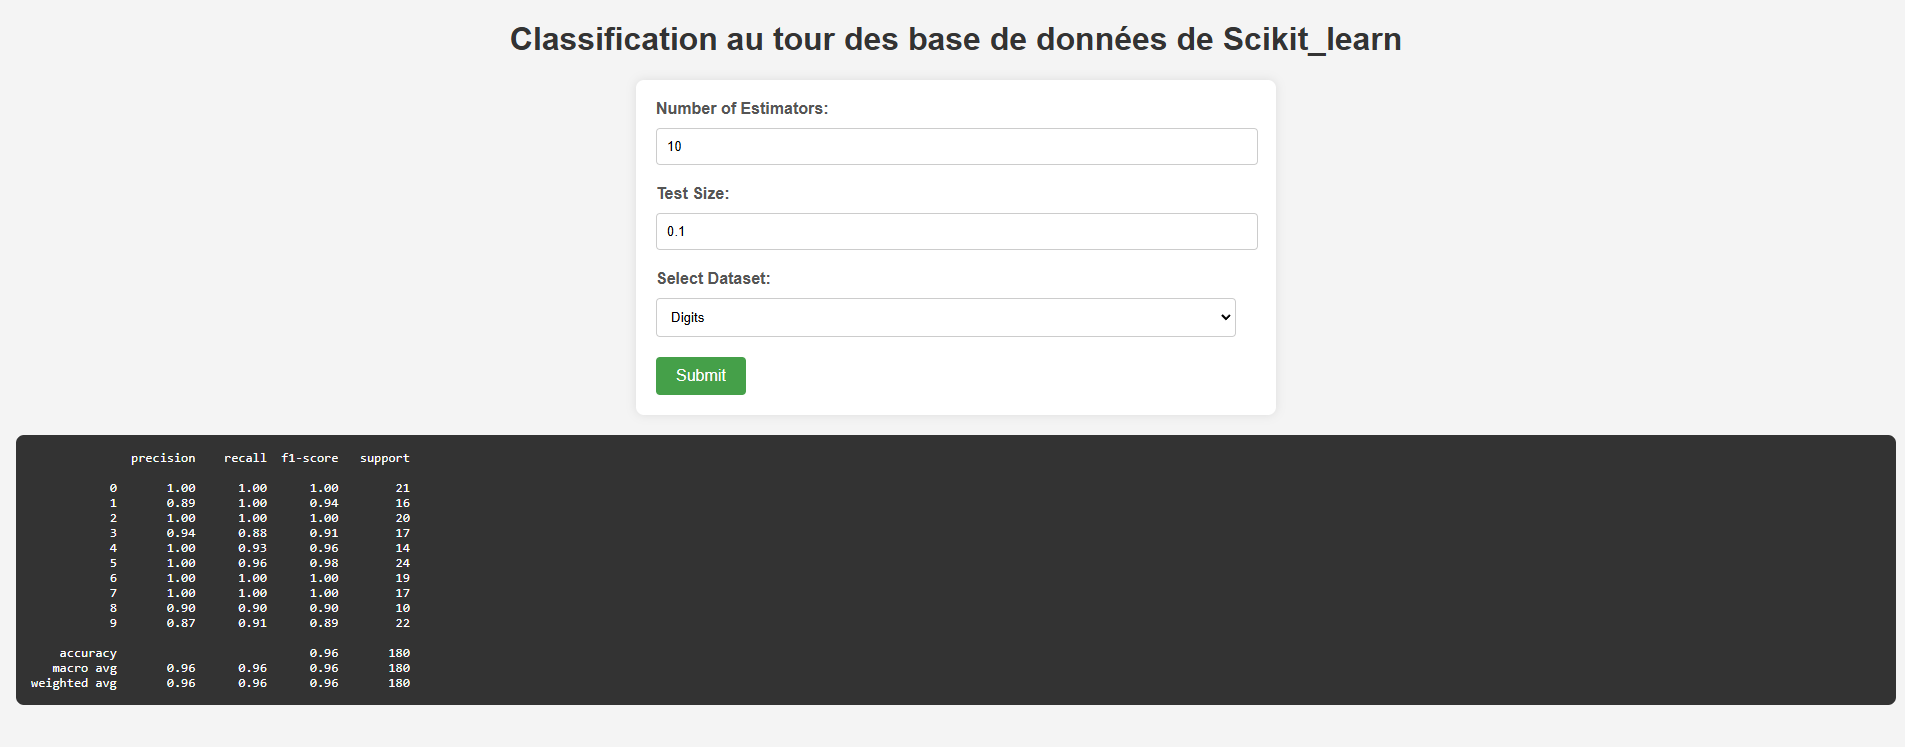 Classification au tour des base de données de Scikit_learn
Number of Estimators:
10
Test Size:
0.1
Select Dataset:
Digits
Submit
precision recall f1-score support
0 1.00 1.00 1.00 21
1 0.89 1.00 0.94 16
2 1.00 1.00 1.00 20
3 0.94 0.88 0.91 17
4 1.00 0.93 0.96 14
5 1.00 0.96 0.98 24
6 1.00 1.00 1.00 19
7 1.00 1.00 1.00 17
8 0.90 0.90 0.90 10
9 0.87 0.91 0.89 22
accuracy 0.96 180
macro avg 0.96 0.96 0.96 180
weighted avg 0.96 0.96 0.96 180